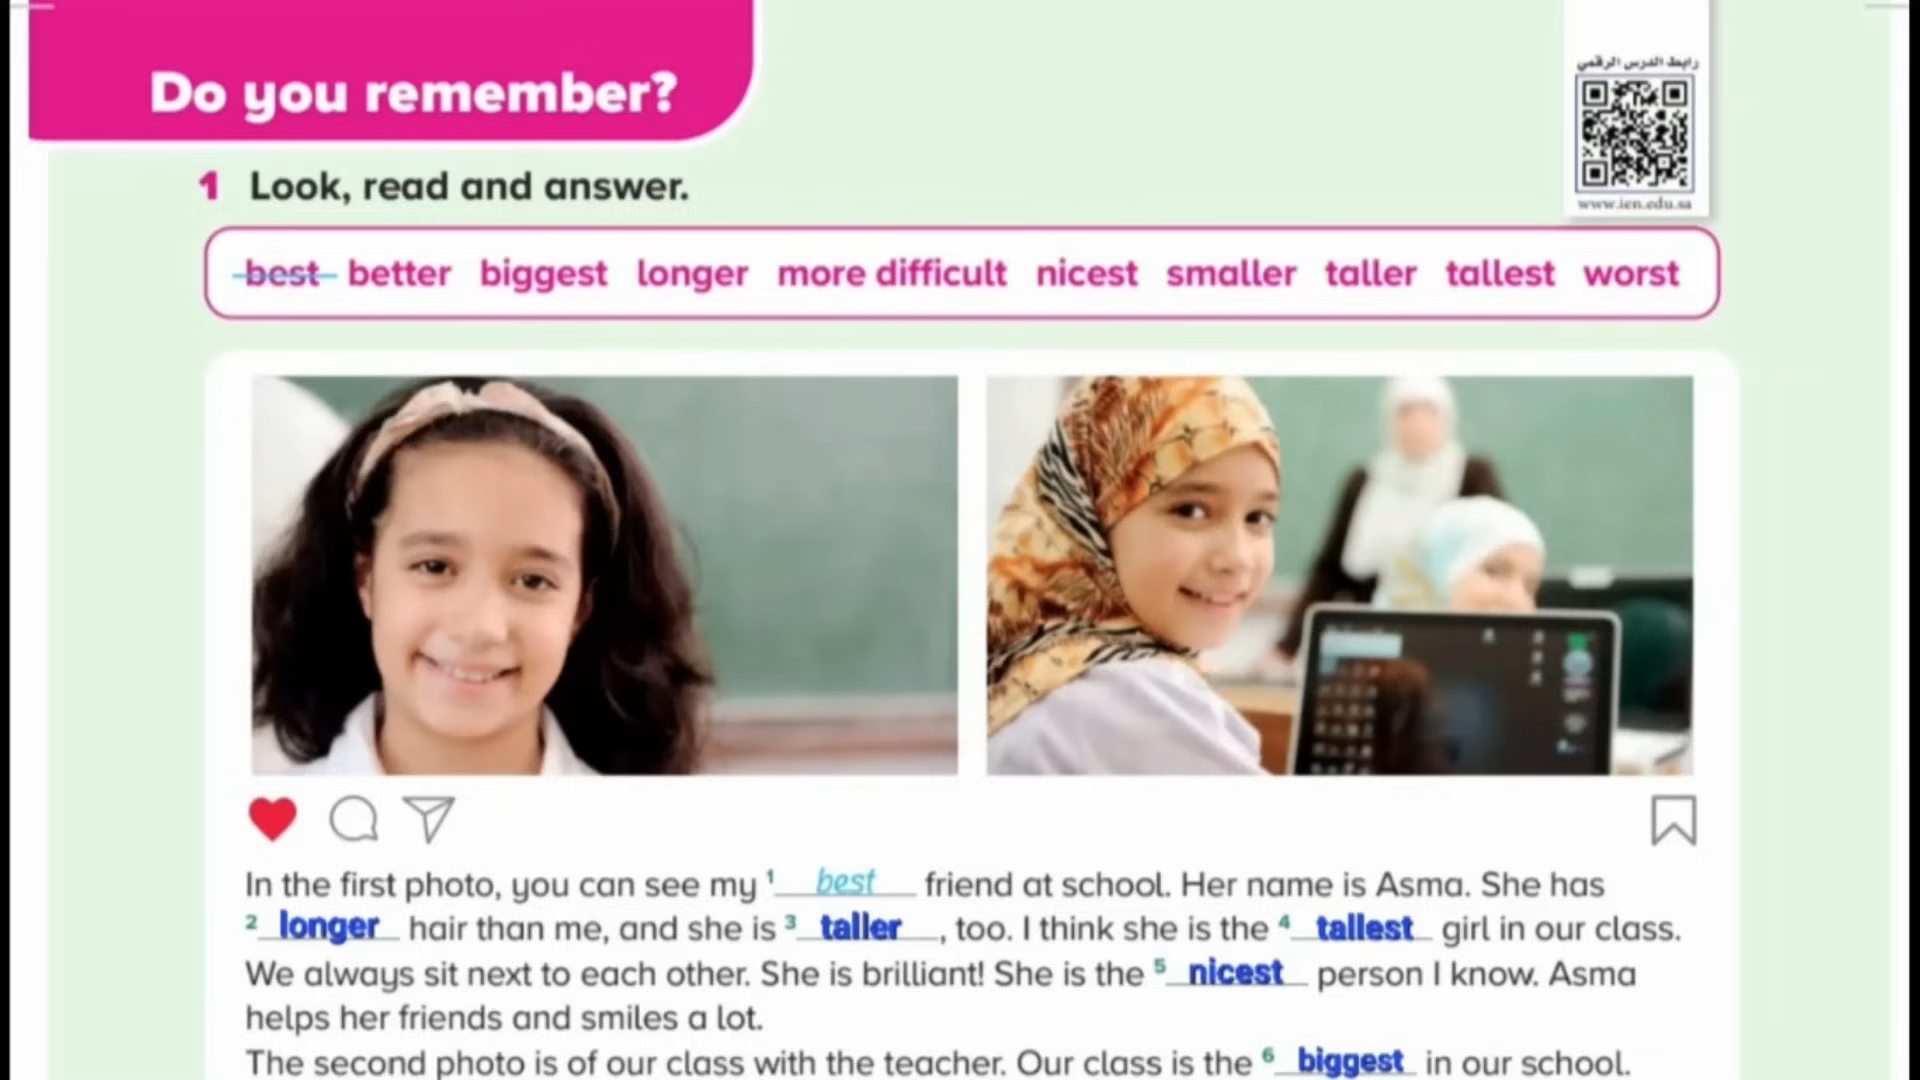 Do you remember?
رابط الدرس الرقمي
www.ien.edu.sa
1 Look, read and answer.
best better biggest longer more difficult nicest smaller taller tallest worst
In the first photo, you can see my 1 best friend at school. Her name is Asma. She has
2 longer hair than me, and she is 3 taller, too. I think she is the 4 tallest girl in our class.
We always sit next to each other. She is brilliant! She is the 5 nicest person I know. Asma
helps her friends and smiles a lot.
The second photo is of our class with the teacher. Our class is the 6 biggest in our school.